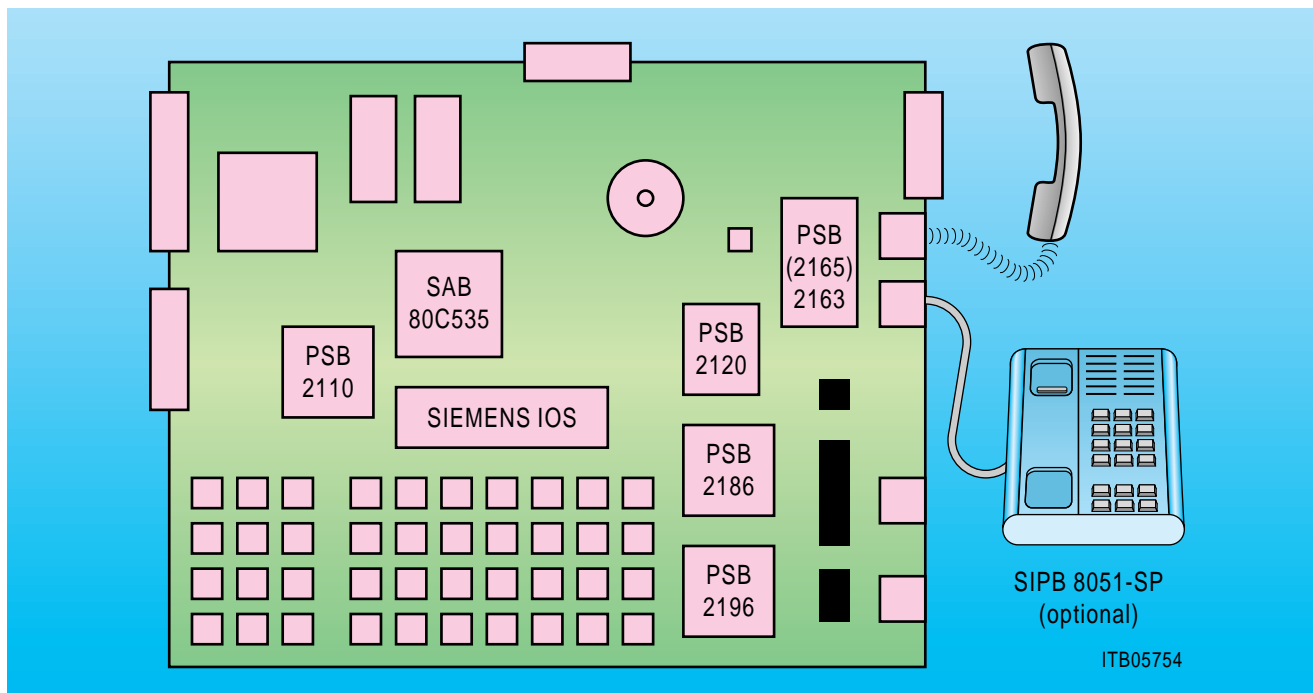 PSB
(2165)
2163
SAB
80C535
PSB
2120
PSB
2110
SIEMENS IOS
PSB
2186
PSB
2196
SIPB 8051-SP
(optional)
ITB05754